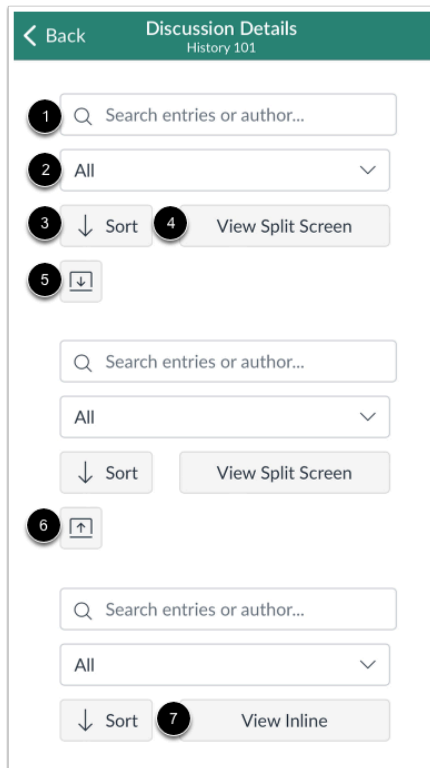 Back
Discussion Details
History 101
1 Search entries or author...
2 All
3 Sort 4 View Split Screen
5
Search entries or author...
All
Sort View Split Screen
6
Search entries or author...
All
Sort 7 View Inline